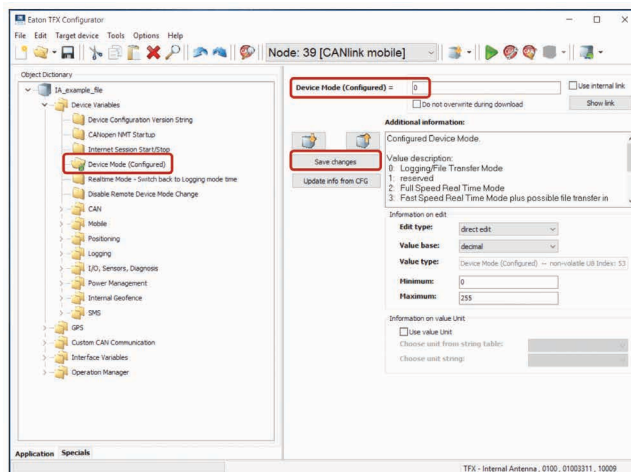 Eaton TFX Configurator
File Edit Target device Tools Options Help
Node: 39 [CANlink mobile]
Object Dictionary
IA_example_file
Device Variables
Device Configuration Version String
CANopen NMT Startup
Internet Session Start/Stop
Device Mode (Configured)
Realtime Mode - Switch back to Logging mode time
Disable Remote Device Mode Change
CAN
Mobile
Positioning
Logging
I/O, Sensors, Diagnosis
Power Management
Internal Geofence
SMS
GPS
Custom CAN Communication
Interface Variables
Operation Manager
Application Specials
Device Mode (Configured) = 0
Use internal link
Do not overwrite during download
Show link
Additional information:
Save changes
Update info from CFG
Configured Device Mode.
Value description:
0: Logging/File Transfer Mode
1: reserved
2: Full Speed Real Time Mode
3: Fast Speed Real Time Mode plus possible file transfer in
Information on edit
Edit type: direct edit
Value base: decimal
Value type: Device Mode (Configured) -- non-volatile U8 Index: 53
Minimum: 0
Maximum: 255
Information on value Unit
Use value Unit
Choose unit from string table:
Choose unit string:
TFX - Internal Antenna , 0100 , 01003311 , 10009